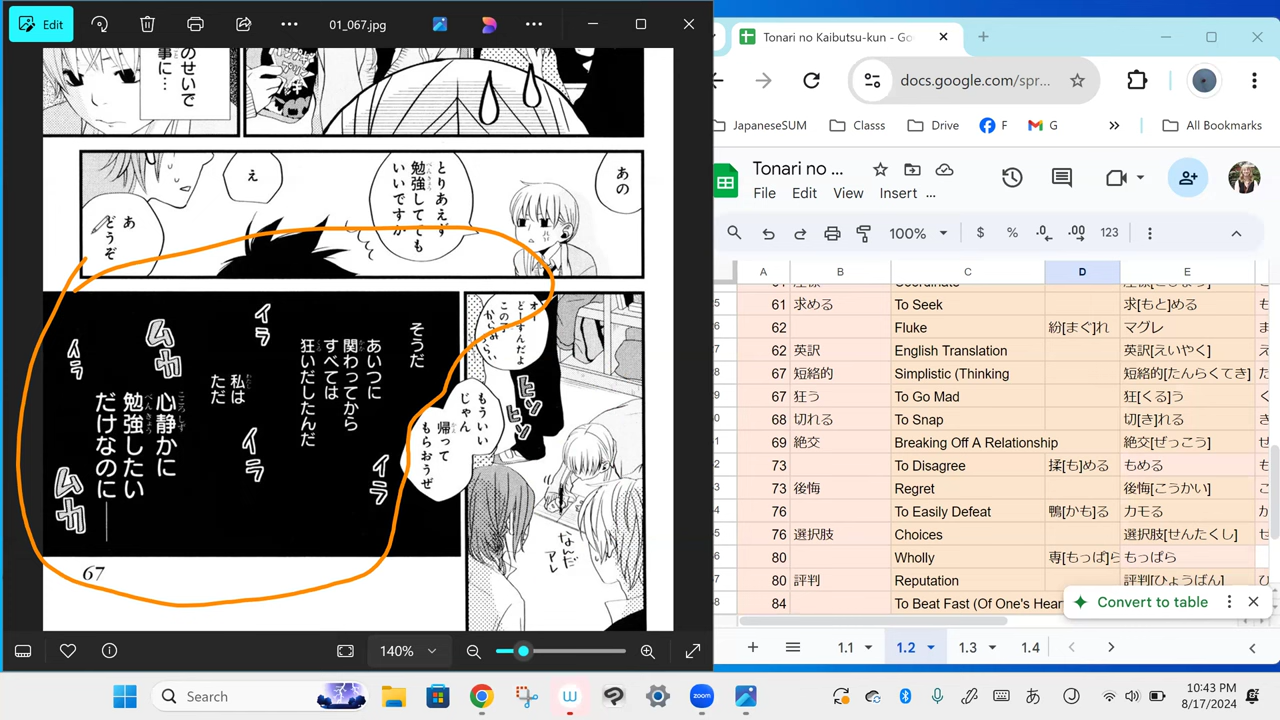 Edit
01_067.jpg
のせいで
事に…
あの
とりあえず
勉強してても
いいですか
べんきょう
え
あ
どうぞ
そうだ
あいつに
関わってから
すべては
狂いだしたんだ
私は
ただ
心静かに
勉強したい
だけなのに――
イラ
イラ
イラ
イラ
ムカ
ムカ
オー
どーすんだよ
この子
もういい
じゃん
帰って
もらおうぜ
ヒソ
ヒソ
なんだ
アレ
67
140%
Tonari no Kaibutsu-kun - Go
docs.google.com/spr...
JapaneseSUM
Classs
Drive
F
G
All Bookmarks
Tonari no ...
File Edit View Insert ...
100% $ % .0 .00 123
A B C D E
61 求める To Seek 求[もと]める
62 Fluke 紛[まぐ]れ マグレ
62 英訳 English Translation 英訳[えいやく]
67 短絡的 Simplistic (Thinking 短絡的[たんらくてき]
67 狂う To Go Mad 狂[くる]う
68 切れる To Snap 切[き]れる
69 絶交 Breaking Off A Relationship 絶交[ぜっこう]
73 To Disagree 揉[も]める もめる
73 後悔 Regret 後悔[こうかい]
76 To Easily Defeat 鴨[かも]る カモる
76 選択肢 Choices 選択肢[せんたくし]
80 Wholly 専[もっぱ]ら もっぱら
80 評判 Reputation 評判[ひょうばん]
84 To Beat Fast (Of One's Hear
Convert to table
1.1 1.2 1.3 1.4
Search
zoom
あ
10:43 PM
8/17/2024